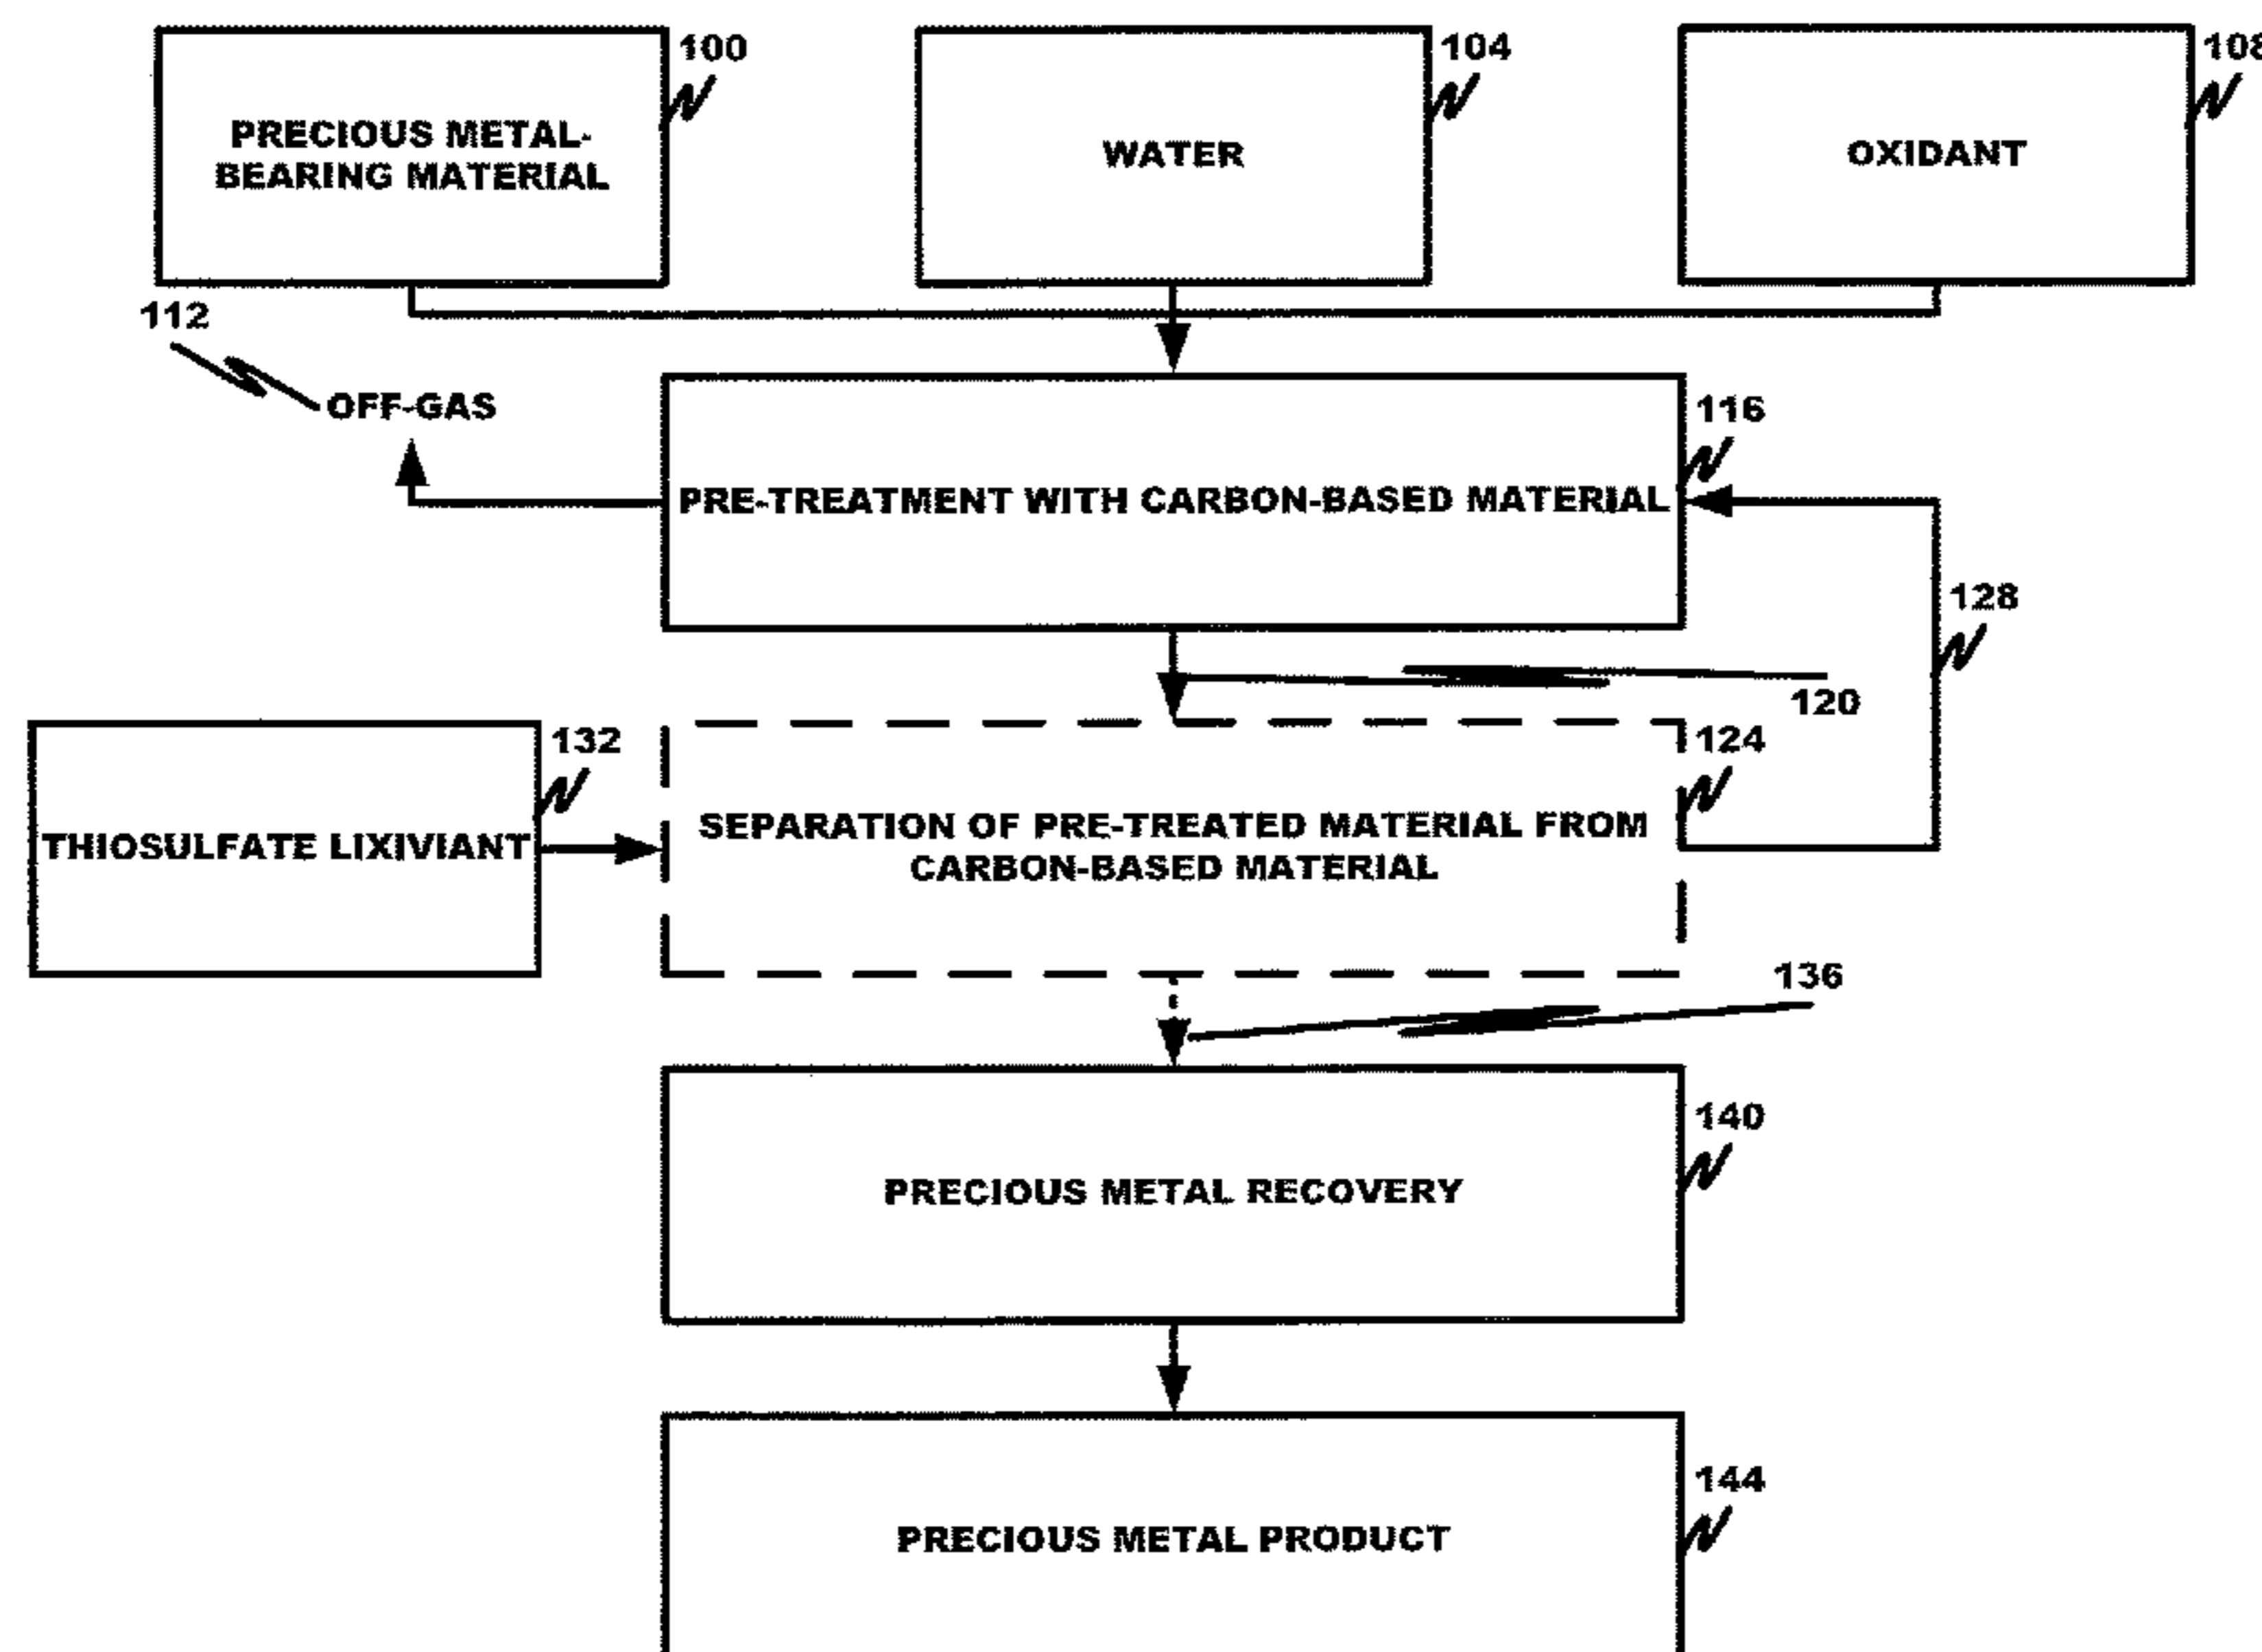 100
104
108
PRECIOUS METAL-
BEARING MATERIAL
WATER
OXIDANT
112
OFF-GAS
116
PRE-TREATMENT WITH CARBON-BASED MATERIAL
128
120
132
124
THIOSULFATE LIXIVIANT
SEPARATION OF PRE-TREATED MATERIAL FROM
CARBON-BASED MATERIAL
136
140
PRECIOUS METAL RECOVERY
144
PRECIOUS METAL PRODUCT